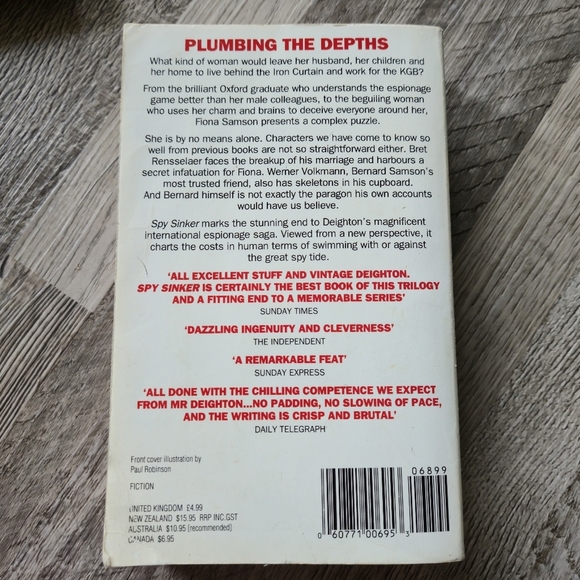 PLUMBING THE DEPTHS
What kind of woman would leave her husband, her children and
her home to live behind the Iron Curtain and work for the KGB?
From the brilliant Oxford graduate who understands the espionage
game better than her male colleagues, to the beguiling woman
who uses her charm and brains to deceive everyone around her,
Fiona Samson presents a complex puzzle.
She is by no means alone. Characters we have come to know so
well from previous books are not so straightforward either. Bret
Rensselaer faces the breakup of his marriage and harbours a
secret infatuation for Fiona. Werner Volkmann, Bernard Samson's
most trusted friend, also has skeletons in his cupboard.
And Bernard himself is not exactly the paragon his own accounts
would have us believe.
Spy Sinker marks the stunning end to Deighton's magnificent
international espionage saga. Viewed from a new perspective, it
charts the costs in human terms of swimming with or against
the great spy tide.
'ALL EXCELLENT STUFF AND VINTAGE DEIGHTON.
SPY SINKER IS CERTAINLY THE BEST BOOK OF THIS TRILOGY
AND A FITTING END TO A MEMORABLE SERIES'
SUNDAY TIMES
'DAZZLING INGENUITY AND CLEVERNESS'
THE INDEPENDENT
'A REMARKABLE FEAT'
SUNDAY EXPRESS
'ALL DONE WITH THE CHILLING COMPETENCE WE EXPECT
FROM MR DEIGHTON...NO PADDING, NO SLOWING OF PACE,
AND THE WRITING IS CRISP AND BRUTAL'
DAILY TELEGRAPH
Front cover illustration by
Paul Robinson
FICTION
UNITED KINGDOM £4.99
NEW ZEALAND $15.95 RRP INC.GST
AUSTRALIA $10.95 [recommended]
CANADA $6.95
06899
0 60771 00695 3